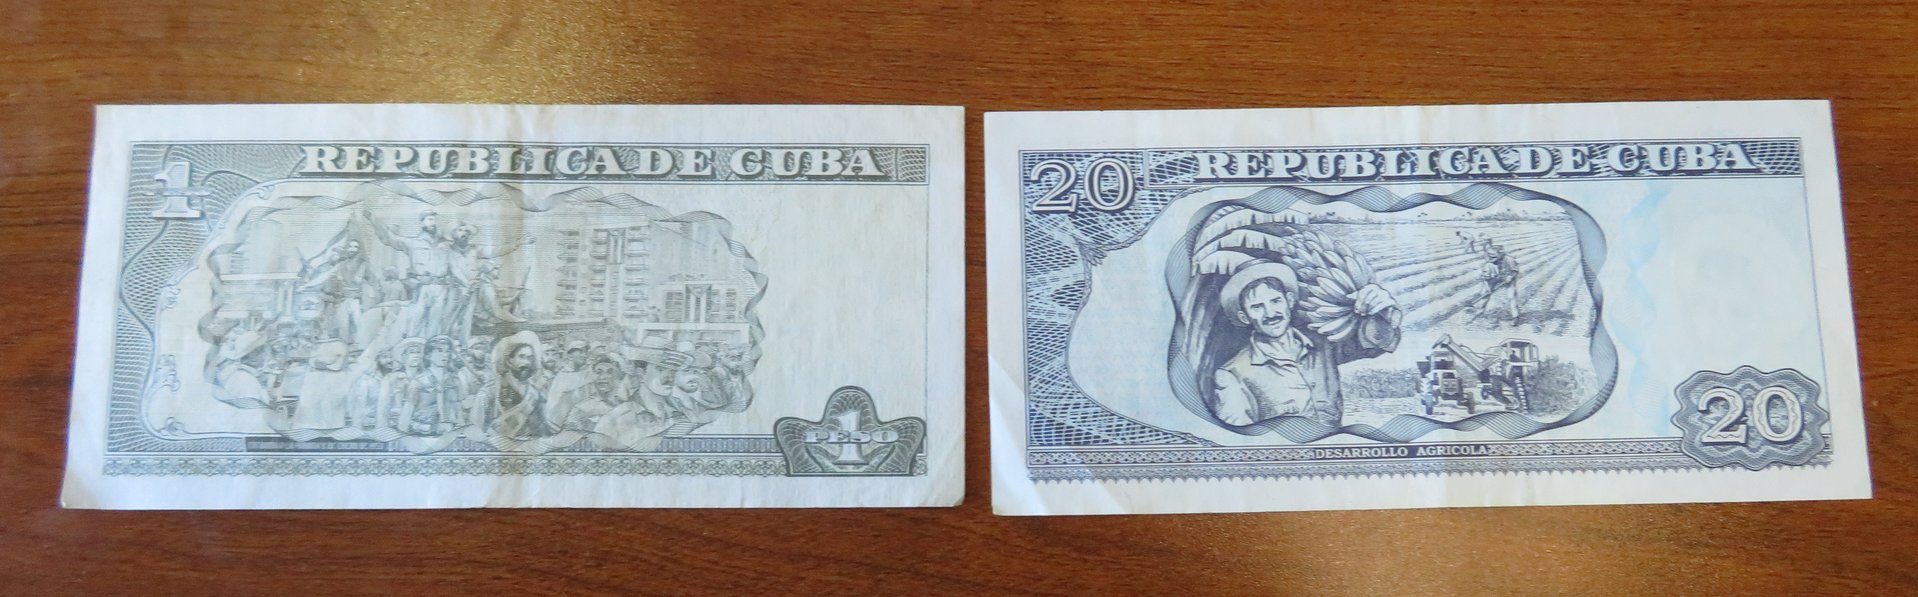 1
REPUBLICA DE CUBA
1
PESO
20
REPUBLICA DE CUBA
DESARROLLO AGRICOLA
20